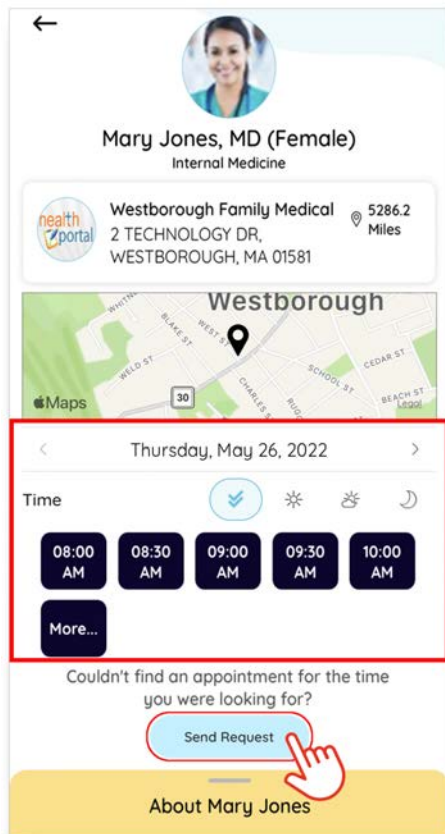 Mary Jones, MD (Female)
Internal Medicine
health
portal
Westborough Family Medical
2 TECHNOLOGY DR,
WESTBOROUGH, MA 01581
5286.2
Miles
Westborough
BLAKE ST
WEST ST
WELD ST
SCHOOL ST
CEDAR ST
CHARLES
BEACH ST
30
Maps
Legal
Thursday, May 26, 2022
Time
08:00
AM
08:30
AM
09:00
AM
09:30
AM
10:00
AM
More...
Couldn't find an appointment for the time
you were looking for?
Send Request
About Mary Jones